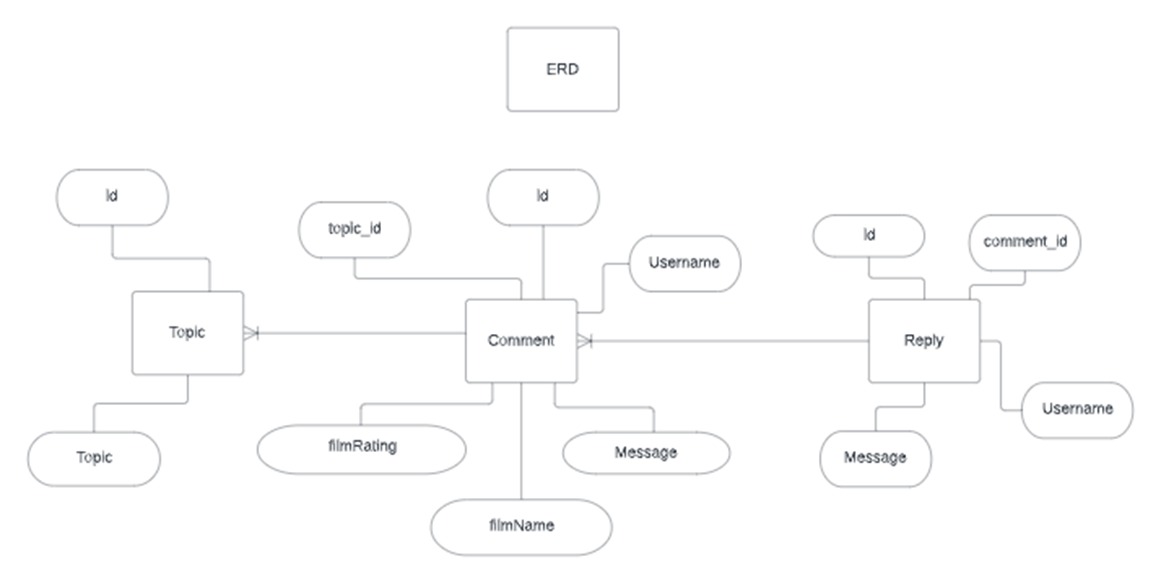 ERD
Id
topic_id
Id
Username
Id
comment_id
Topic
Comment
Reply
Topic
filmRating
filmName
Message
Message
Username